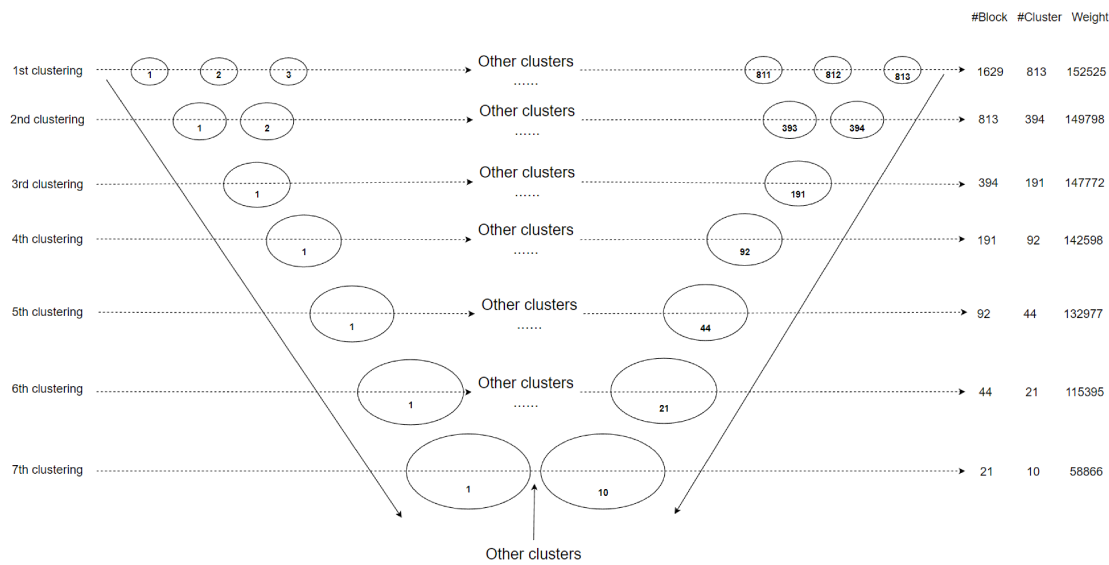 #Block #Cluster Weight
1st clustering 1 2 3 Other clusters ...... 811 812 813 1629 813 152525
2nd clustering 1 2 Other clusters ...... 393 394 813 394 149798
3rd clustering 1 Other clusters ...... 191 394 191 147772
4th clustering 1 Other clusters ...... 92 191 92 142598
5th clustering 1 Other clusters ...... 44 92 44 132977
6th clustering 1 Other clusters ...... 21 44 21 115395
7th clustering 1 10 21 10 58866
Other clusters